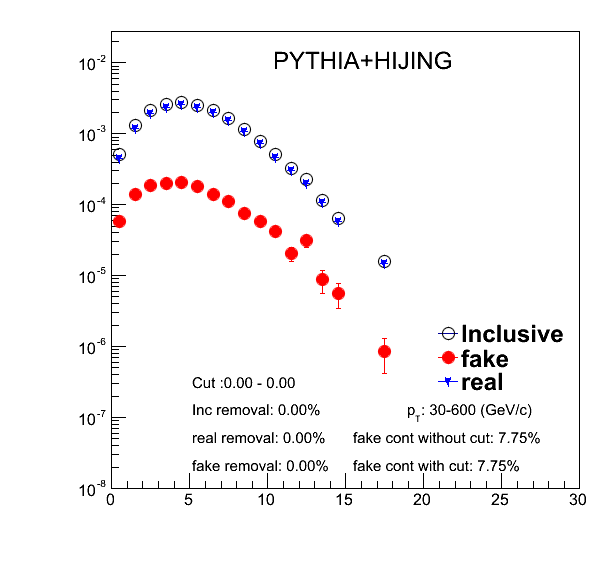 PYTHIA+HIJING
10^-2
10^-3
10^-4
10^-5
10^-6
10^-7
10^-8
Inclusive
fake
real
Cut :0.00 - 0.00
Inc removal: 0.00%
p_T: 30-600 (GeV/c)
real removal: 0.00%
fake cont without cut: 7.75%
fake removal: 0.00%
fake cont with cut: 7.75%
0 5 10 15 20 25 30